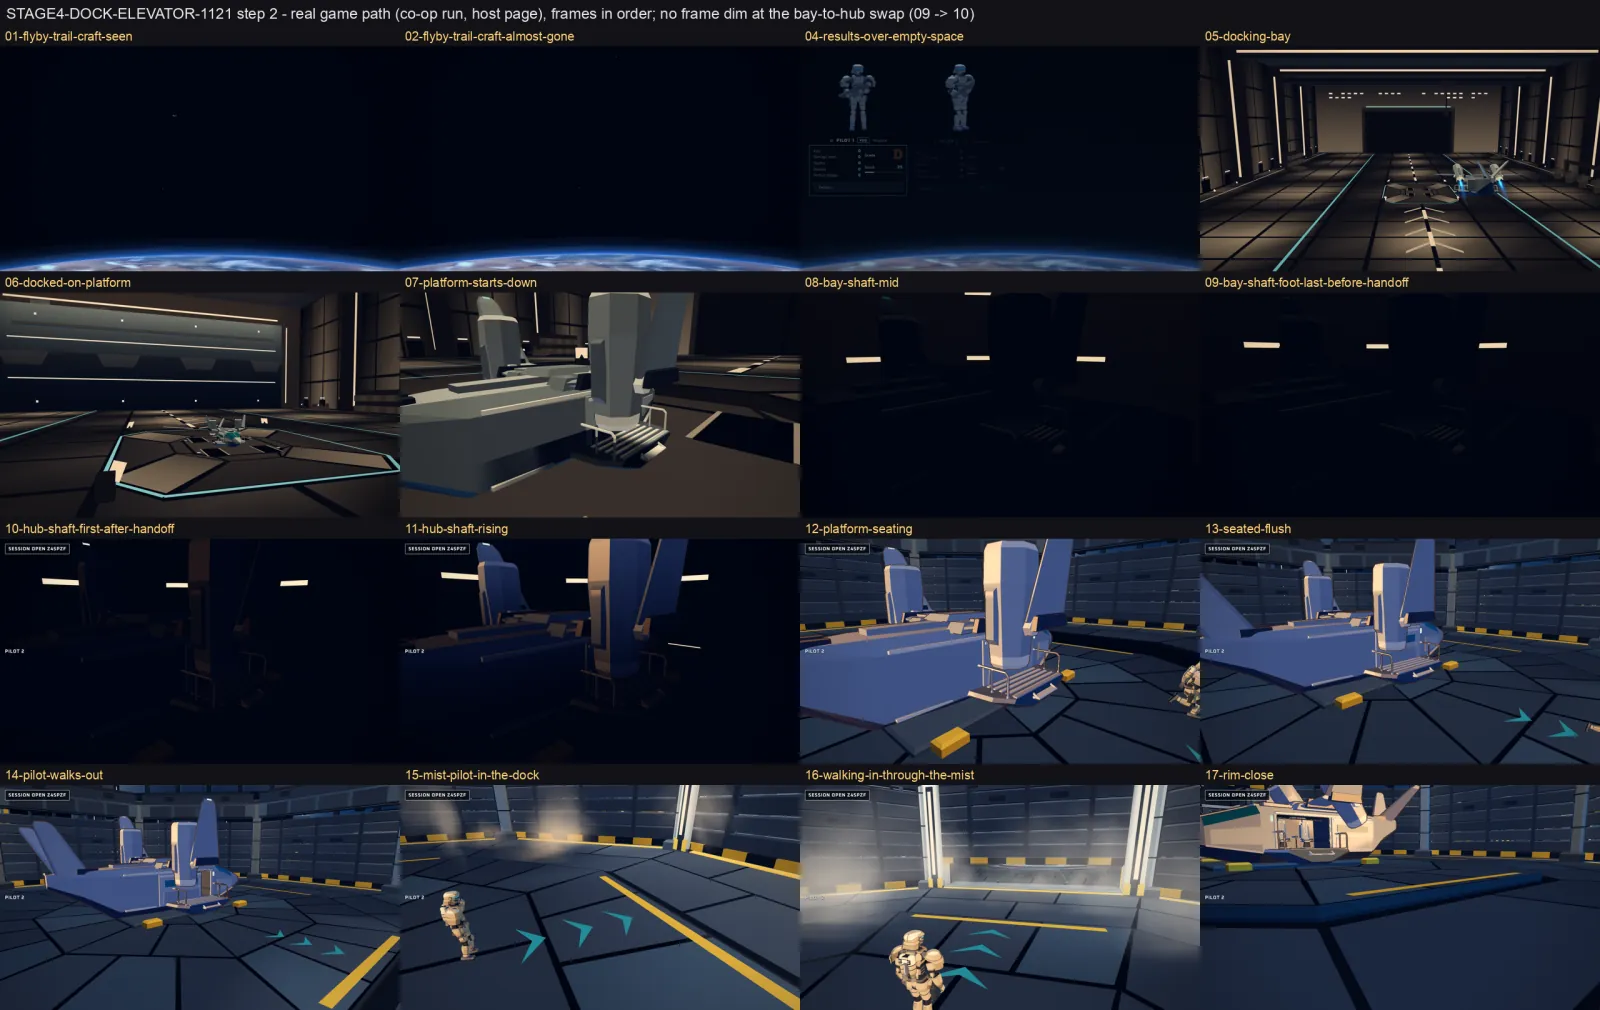 STAGE4-DOCK-ELEVATOR-1121 step 2 - real game path (co-op run, host page), frames in order; no frame dim at the bay-to-hub swap (09 -> 10)
01-flyby-trail-craft-seen
02-flyby-trail-craft-almost-gone
04-results-over-empty-space
05-docking-bay
PILOT 1
06-docked-on-platform
07-platform-starts-down
08-bay-shaft-mid
09-bay-shaft-foot-last-before-handoff
10-hub-shaft-first-after-handoff
11-hub-shaft-rising
12-platform-seating
13-seated-flush
SESSION OPEN Z4SPZF
SESSION OPEN Z4SPZF
SESSION OPEN Z4SPZF
SESSION OPEN Z4SPZF
PILOT 2
PILOT 2
PILOT 2
PILOT 2
14-pilot-walks-out
15-mist-pilot-in-the-dock
16-walking-in-through-the-mist
17-rim-close
SESSION OPEN Z4SPZF
SESSION OPEN Z4SPZF
SESSION OPEN Z4SPZF
SESSION OPEN Z4SPZF
PILOT 2
PILOT 2
PILOT 2
PILOT 2